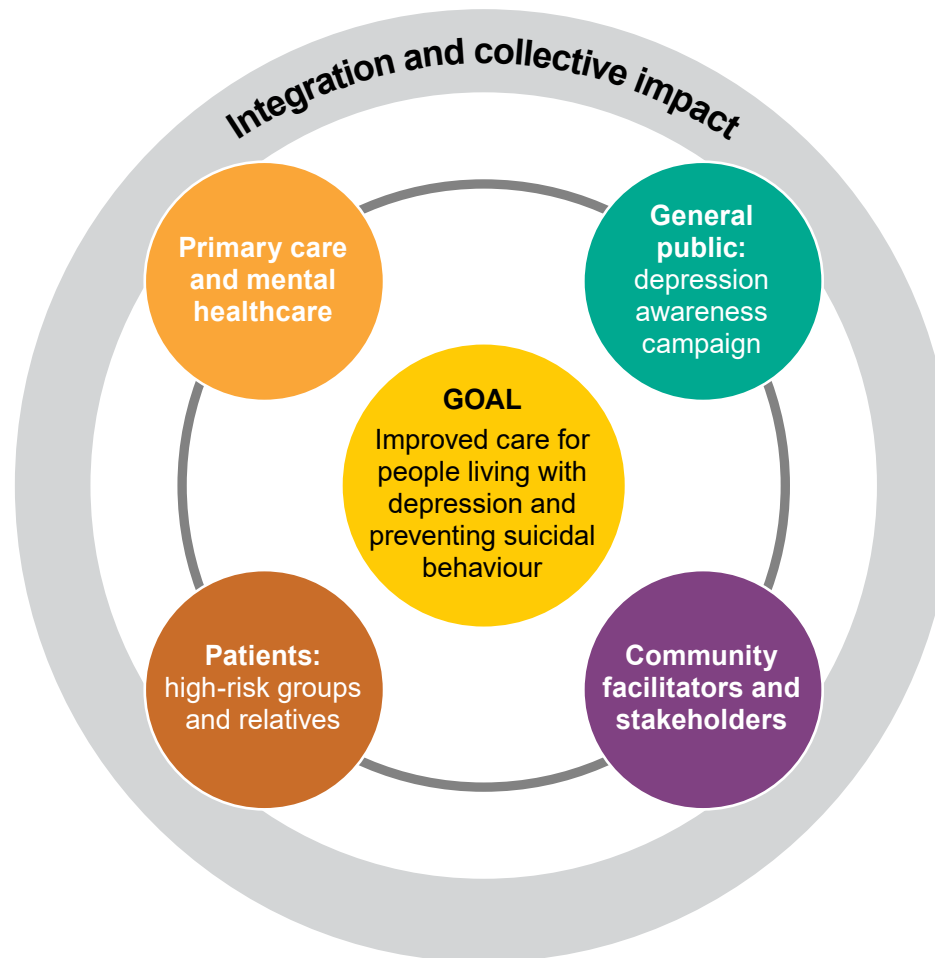 Integration and collective impact
Primary care
and mental
healthcare
General
public:
depression
awareness
campaign
GOAL
Improved care for
people living with
depression and
preventing suicidal
behaviour
Patients:
high-risk groups
and relatives
Community
facilitators and
stakeholders